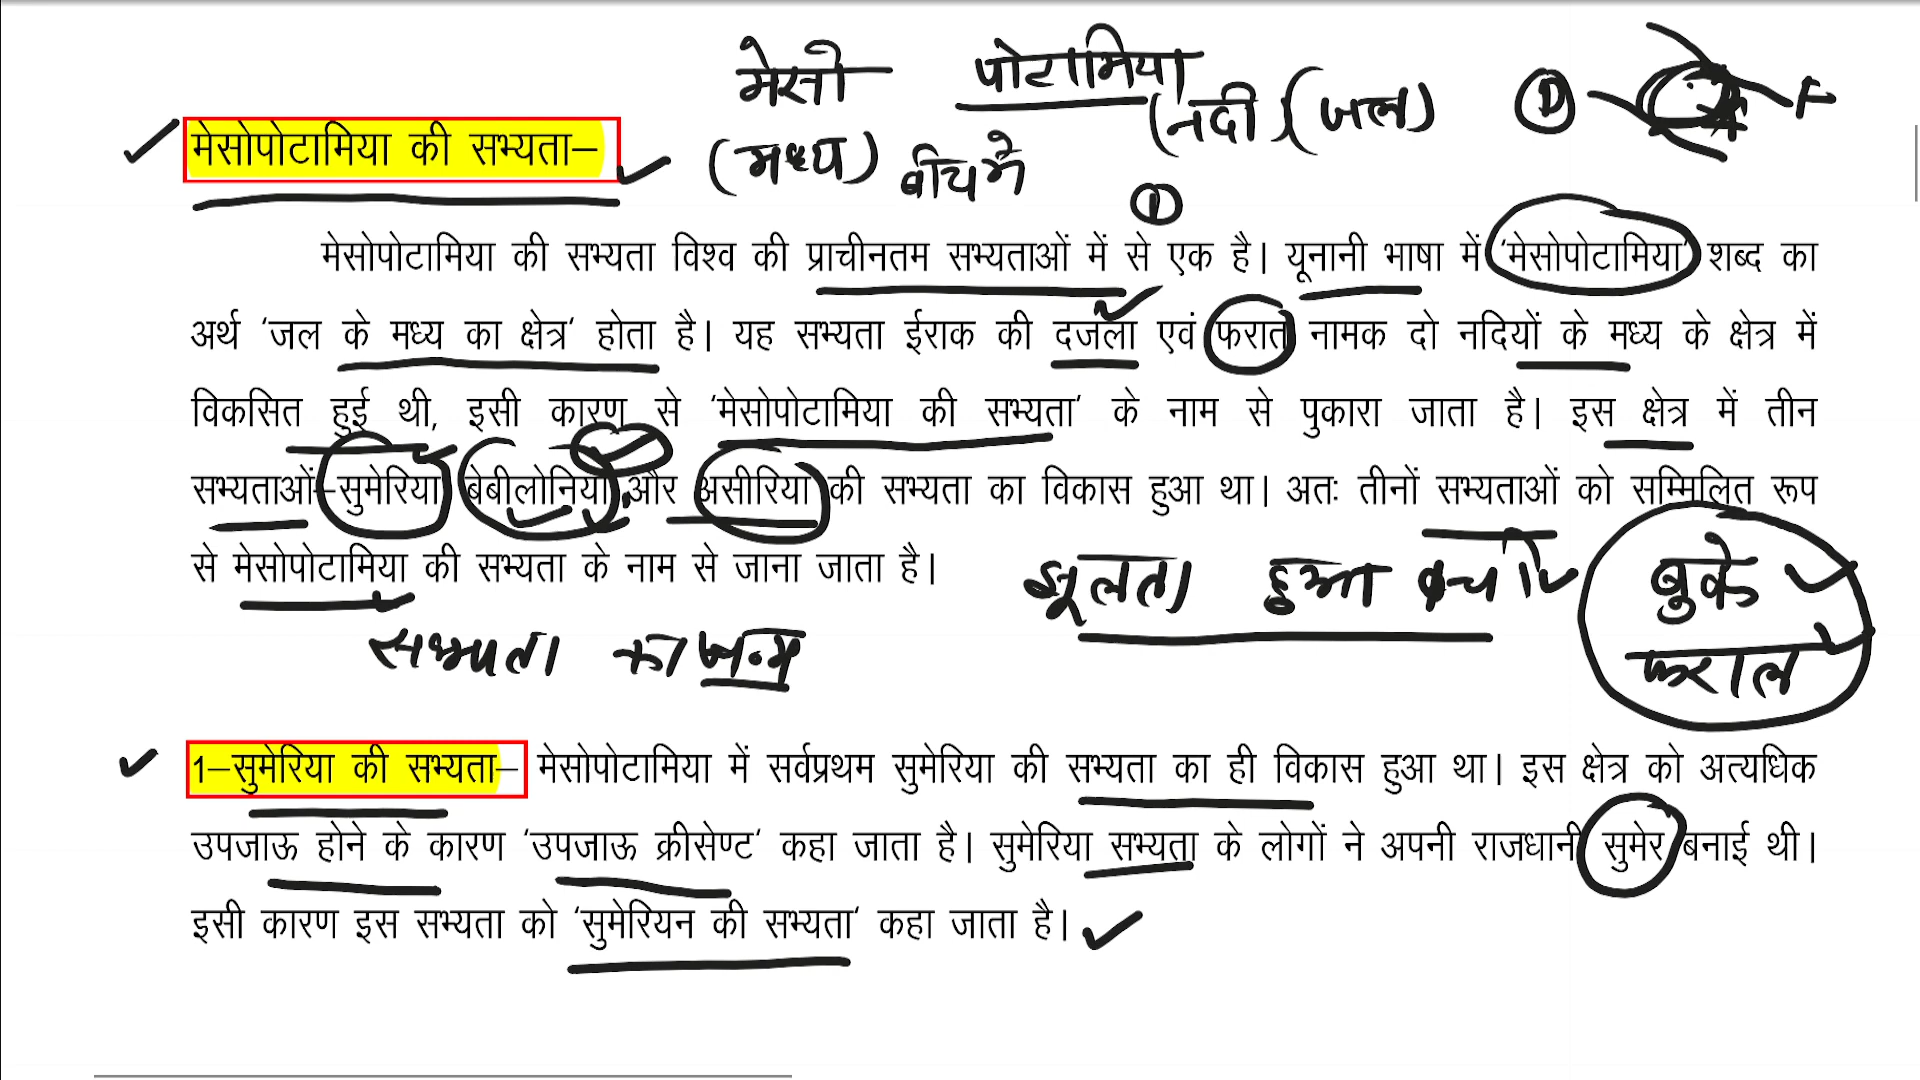 मेसो पोटामिया
(नदी) (जल) D F
मेसोपोटामिया की सभ्यता–
(मध्य) बीच मे
मेसोपोटामिया की सभ्यता विश्व की प्राचीनतम सभ्यताओं में से एक है। यूनानी भाषा में 'मेसोपोटामिया' शब्द का
अर्थ 'जल के मध्य का क्षेत्र' होता है। यह सभ्यता ईराक की दजला एवं फरात नामक दो नदियों के मध्य के क्षेत्र में
विकसित हुई थी, इसी कारण से 'मेसोपोटामिया की सभ्यता' के नाम से पुकारा जाता है। इस क्षेत्र में तीन
सभ्यताओं–सुमेरिया बेबीलोनिया और असीरिया की सभ्यता का विकास हुआ था। अतः तीनों सभ्यताओं को सम्मिलित रूप
से मेसोपोटामिया की सभ्यता के नाम से जाना जाता है।
झूलता हुआ
सभ्यता का जन्म
1–सुमेरिया की सभ्यता– मेसोपोटामिया में सर्वप्रथम सुमेरिया की सभ्यता का ही विकास हुआ था। इस क्षेत्र को अत्यधिक
उपजाऊ होने के कारण 'उपजाऊ क्रीसेण्ट' कहा जाता है। सुमेरिया सभ्यता के लोगों ने अपनी राजधानी सुमेर बनाई थी।
इसी कारण इस सभ्यता को 'सुमेरियन की सभ्यता' कहा जाता है।